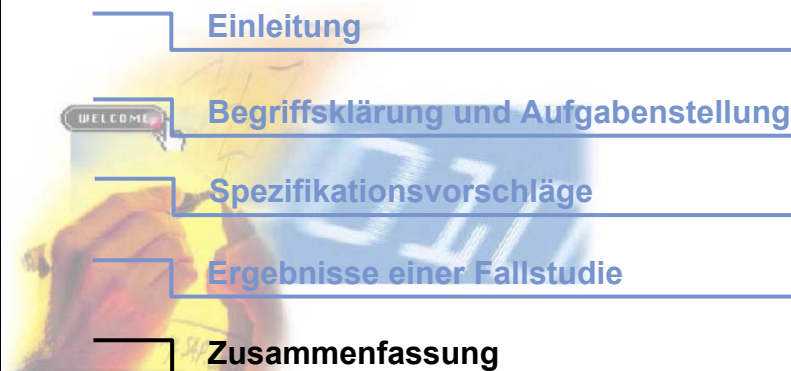 Einleitung
WELCOME
Begriffsklärung und Aufgabenstellung
Spezifikationsvorschläge
Ergebnisse einer Fallstudie
Zusammenfassung